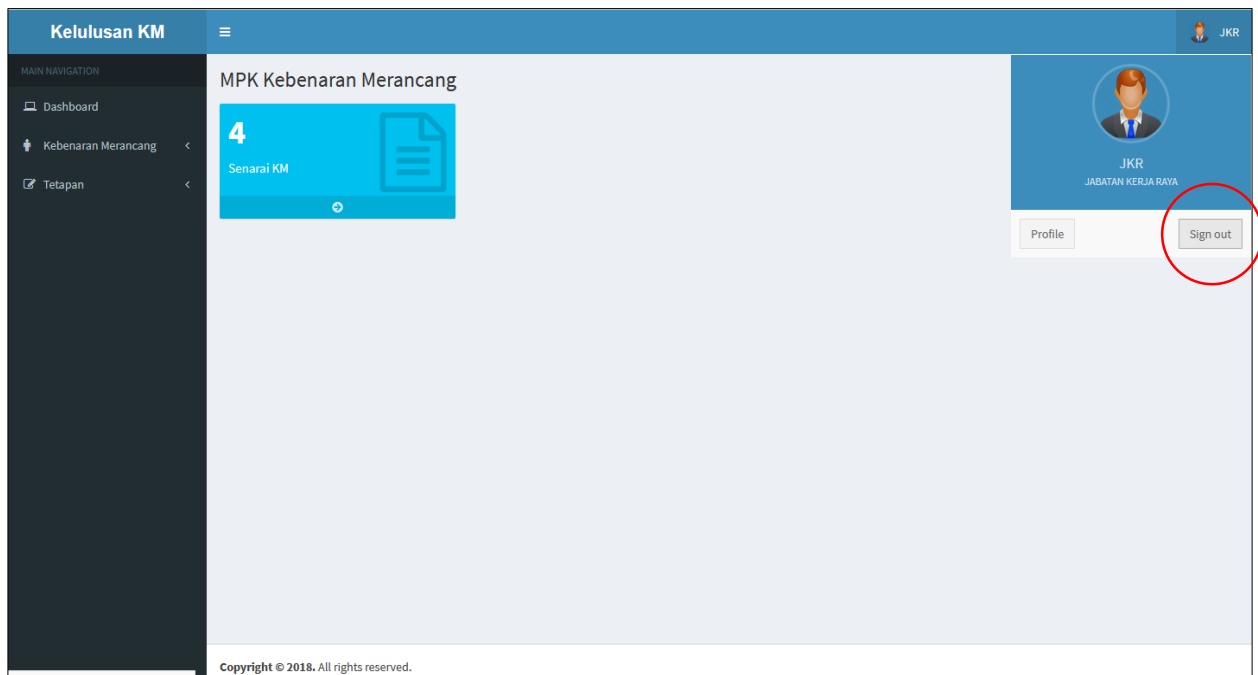 Kelulusan KM
JKR
MAIN NAVIGATION
Dashboard
Kebenaran Merancang
Tetapan
MPK Kebenaran Merancang
4
Senarai KM
JKR
JABATAN KERJA RAYA
Profile
Sign out
Copyright © 2018. All rights reserved.